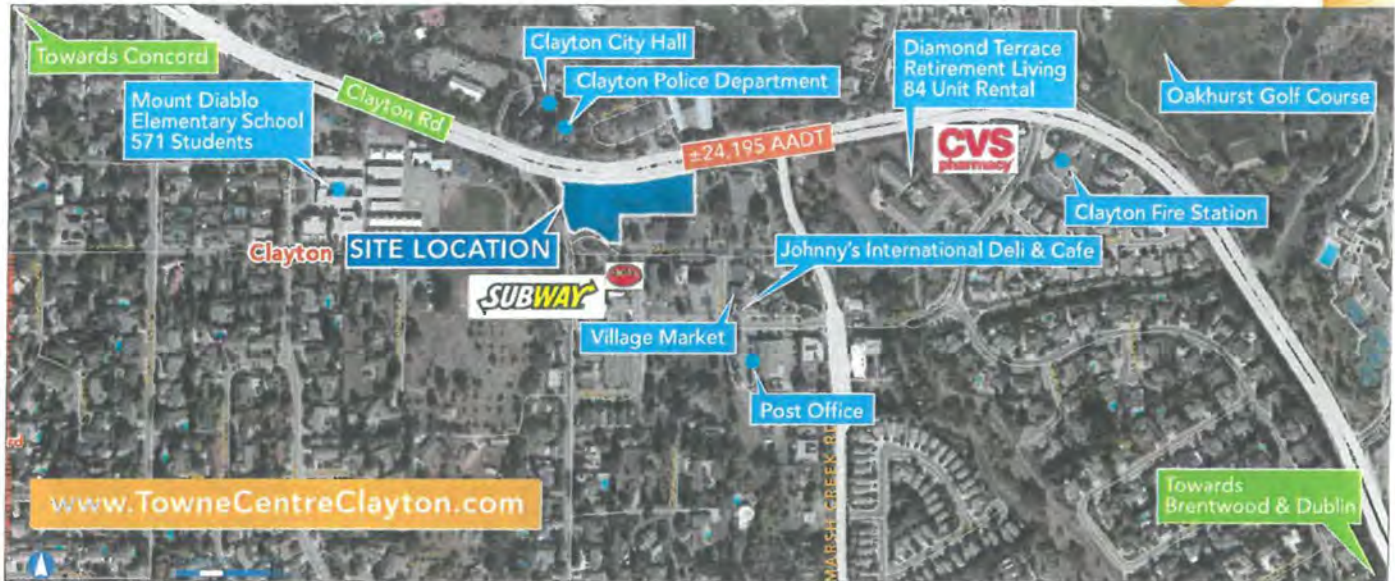 Towards Concord
Mount Diablo
Elementary School
571 Students
Clayton Rd
Clayton City Hall
Clayton Police Department
±24,195 AADT
Diamond Terrace
Retirement Living
84 Unit Rental
CVS
pharmacy
Oakhurst Golf Course
Clayton Fire Station
Clayton
SITE LOCATION
SUBWAY
Johnny's International Deli & Cafe
Village Market
Post Office
MARSH CREEK RD
rd
www.TowneCentreClayton.com
Towards
Brentwood & Dublin